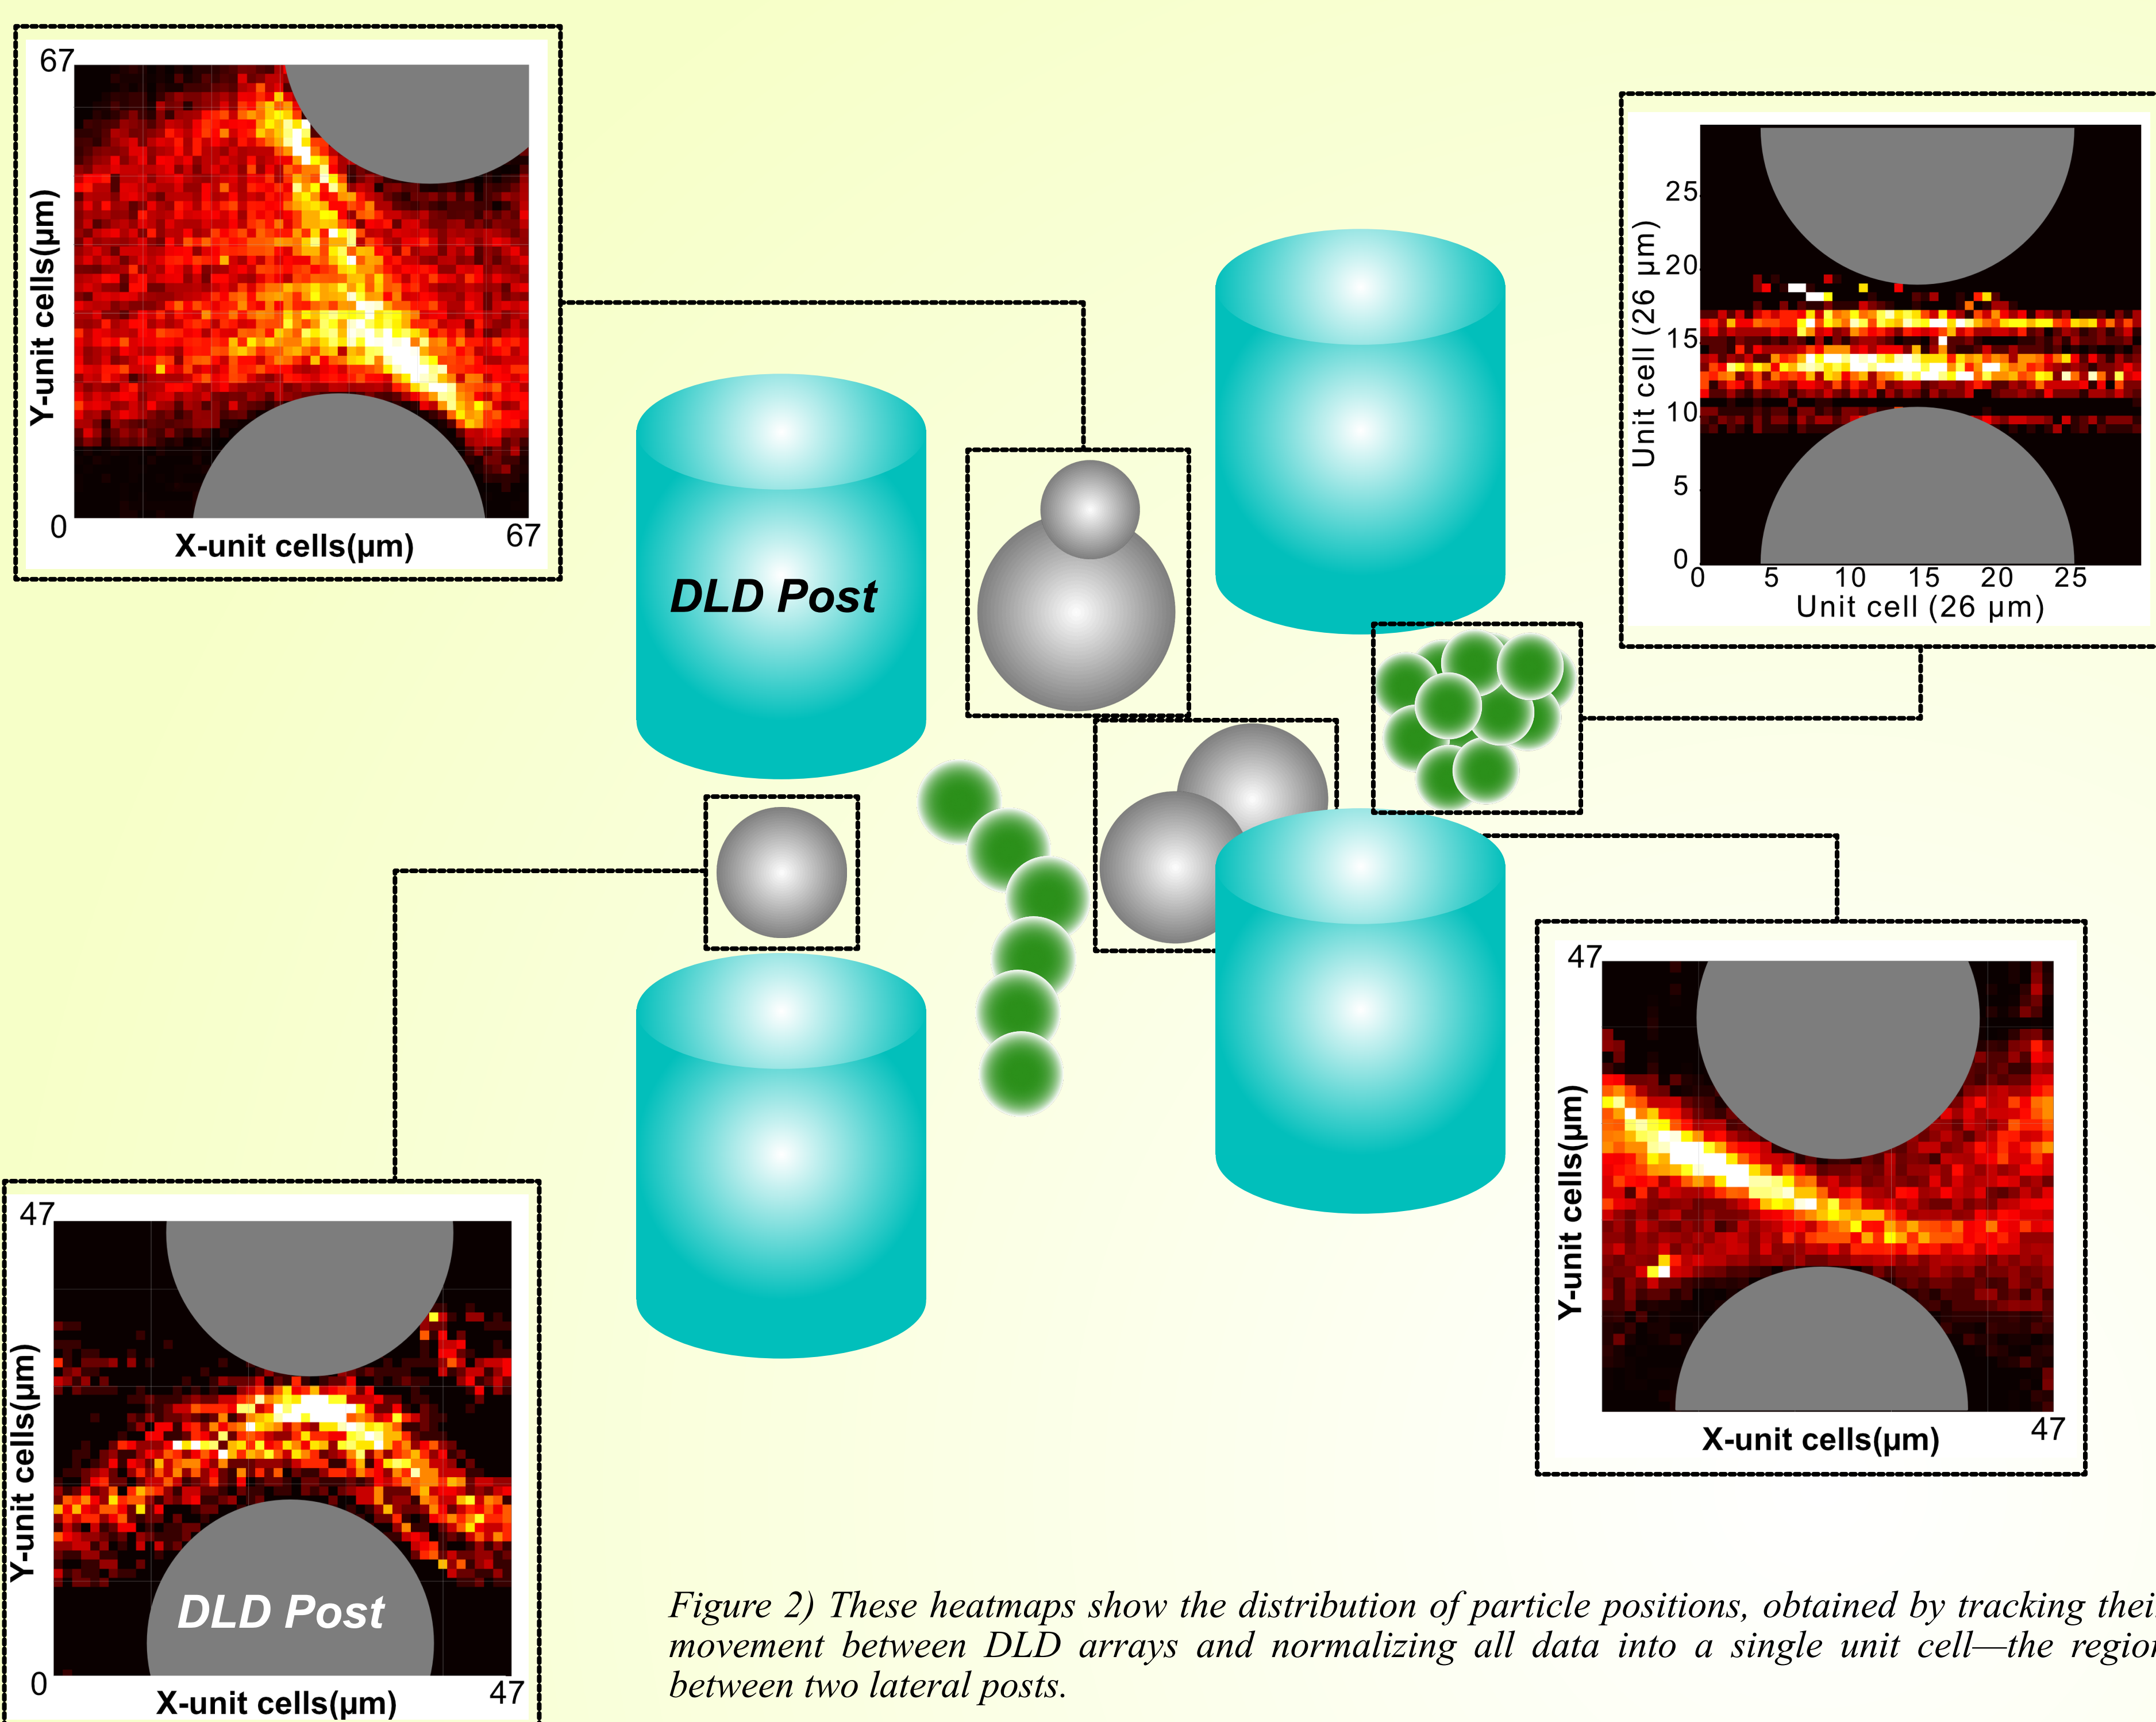 67
Y-unit cells(µm)
0
67
X-unit cells(µm)
25
20
15
10
5
0
Unit cell (26 µm)
0 5 10 15 20 25
Unit cell (26 µm)
DLD Post
47
Y-unit cells(µm)
47
X-unit cells(µm)
47
Y-unit cells(µm)
DLD Post
0
47
X-unit cells(µm)
Figure 2) These heatmaps show the distribution of particle positions, obtained by tracking their
movement between DLD arrays and normalizing all data into a single unit cell—the region
between two lateral posts.